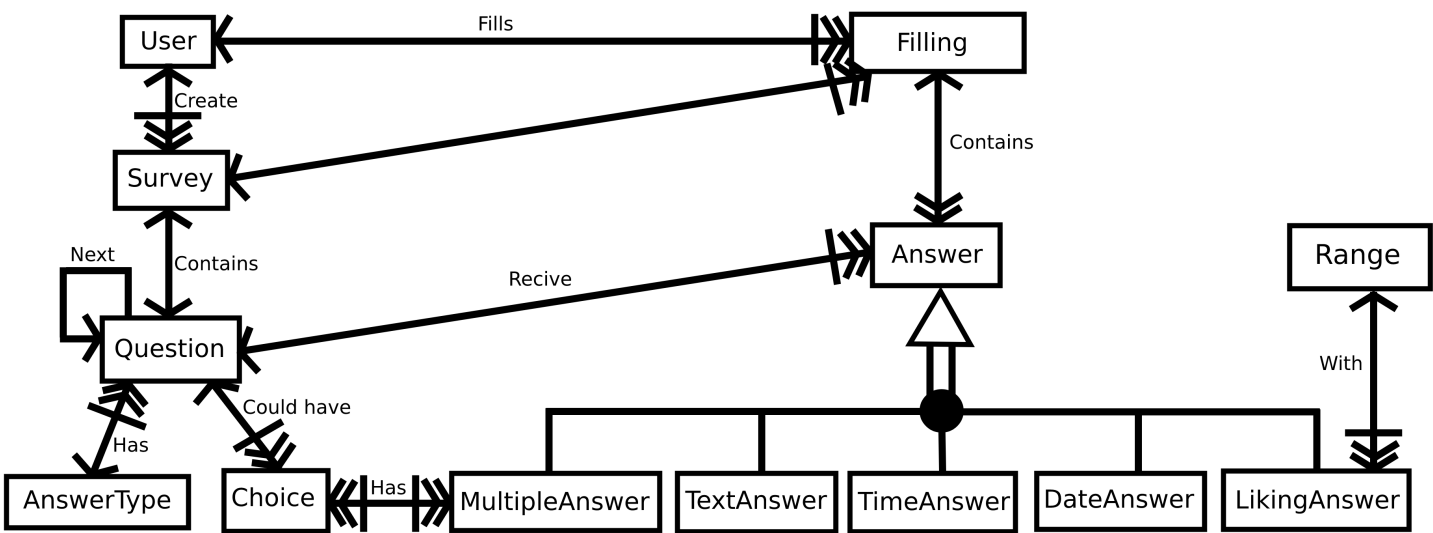 User
Fills
Filling
Create
Survey
Contains
Contains
Next
Recive
Answer
Range
Question
With
Could have
Has
AnswerType
Choice
Has
MultipleAnswer
TextAnswer
TimeAnswer
DateAnswer
LikingAnswer